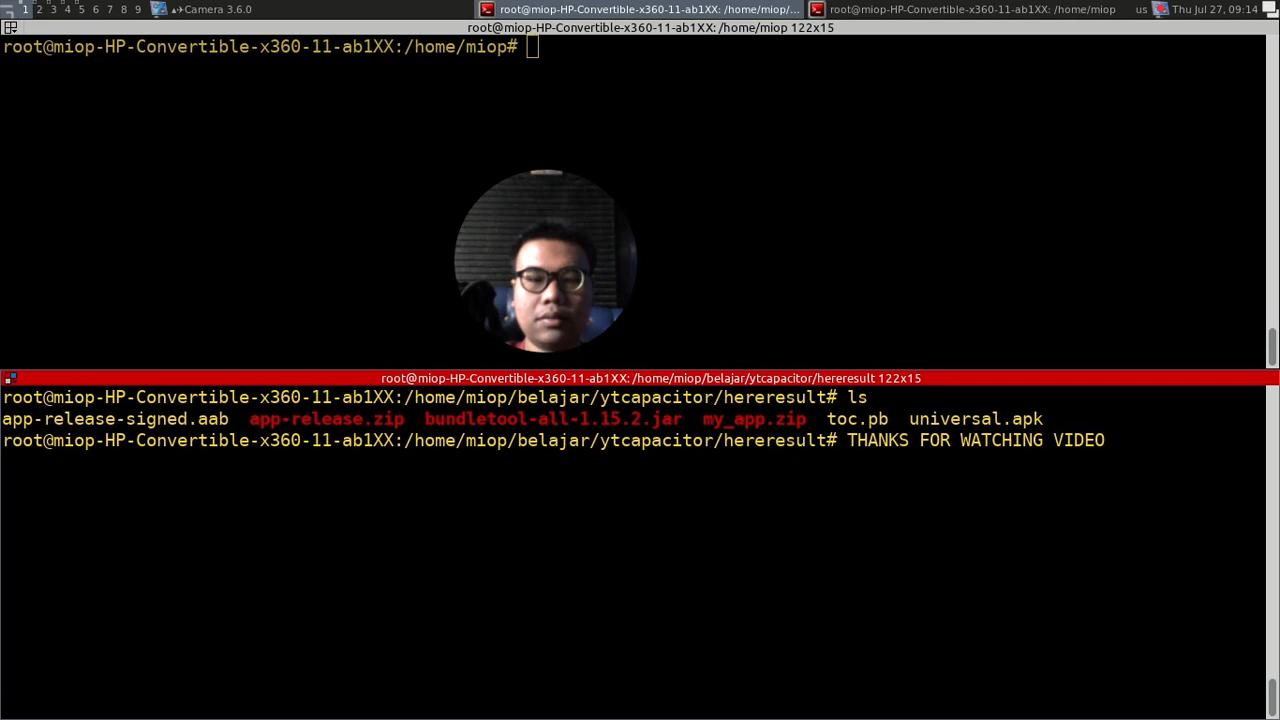 1 2 3 4 5 6 7 8 9 Camera 3.6.0 root@miop-HP-Convertible-x360-11-ab1XX: /home/miop/... root@miop-HP-Convertible-x360-11-ab1XX: /home/miop us Thu Jul 27, 09:14
root@miop-HP-Convertible-x360-11-ab1XX: /home/miop 122x15
root@miop-HP-Convertible-x360-11-ab1XX:/home/miop#
root@miop-HP-Convertible-x360-11-ab1XX: /home/miop/belajar/ytcapacitor/hereresult 122x15
root@miop-HP-Convertible-x360-11-ab1XX:/home/miop/belajar/ytcapacitor/hereresult# ls
app-release-signed.aab app-release.zip bundletool-all-1.15.2.jar my_app.zip toc.pb universal.apk
root@miop-HP-Convertible-x360-11-ab1XX:/home/miop/belajar/ytcapacitor/hereresult# THANKS FOR WATCHING VIDEO